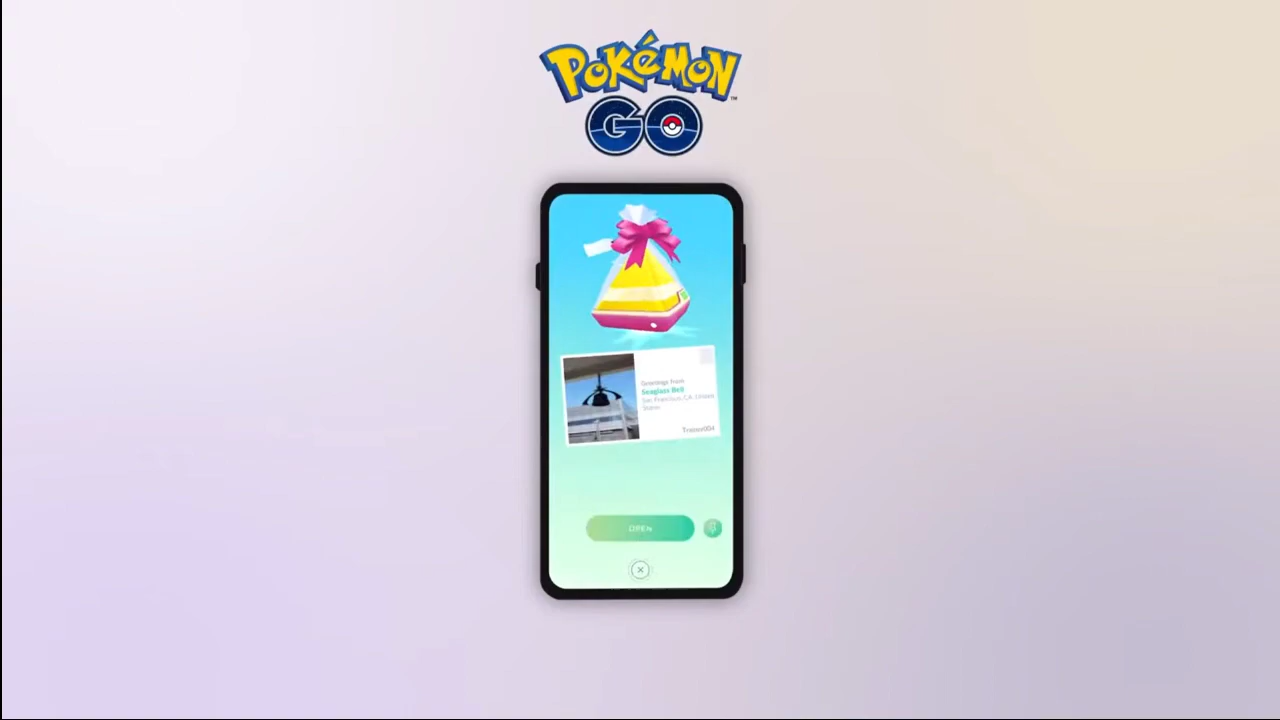 POKÉMON
GO
Greetings from
Seaglass Bell
San Francisco, CA, United
States
Trainer004
OPEN